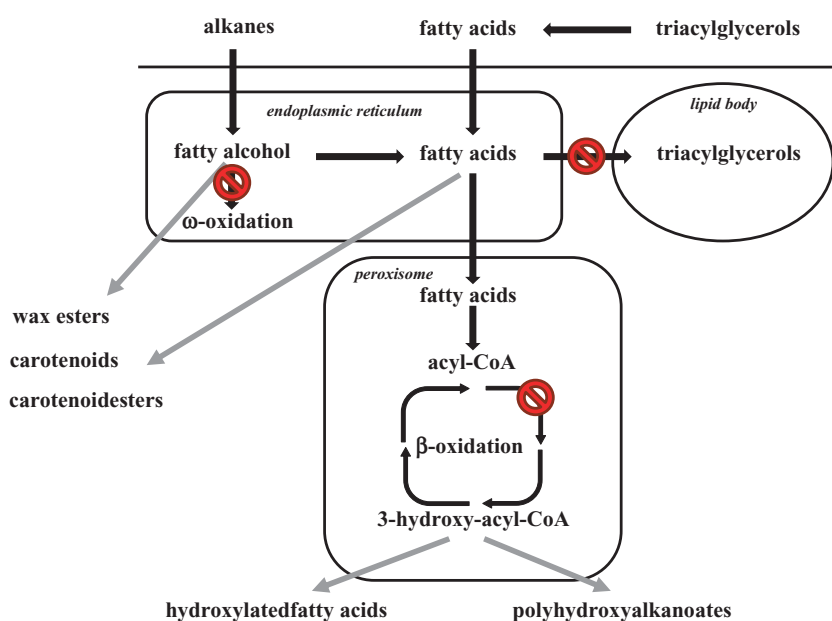 alkanes
fatty acids
triacylglycerols
endoplasmic reticulum
lipid body
fatty alcohol
fatty acids
triacylglycerols
ω-oxidation
peroxisome
fatty acids
wax esters
carotenoids
acyl-CoA
carotenoidesters
β-oxidation
3-hydroxy-acyl-CoA
hydroxylatedfatty acids
polyhydroxyalkanoates